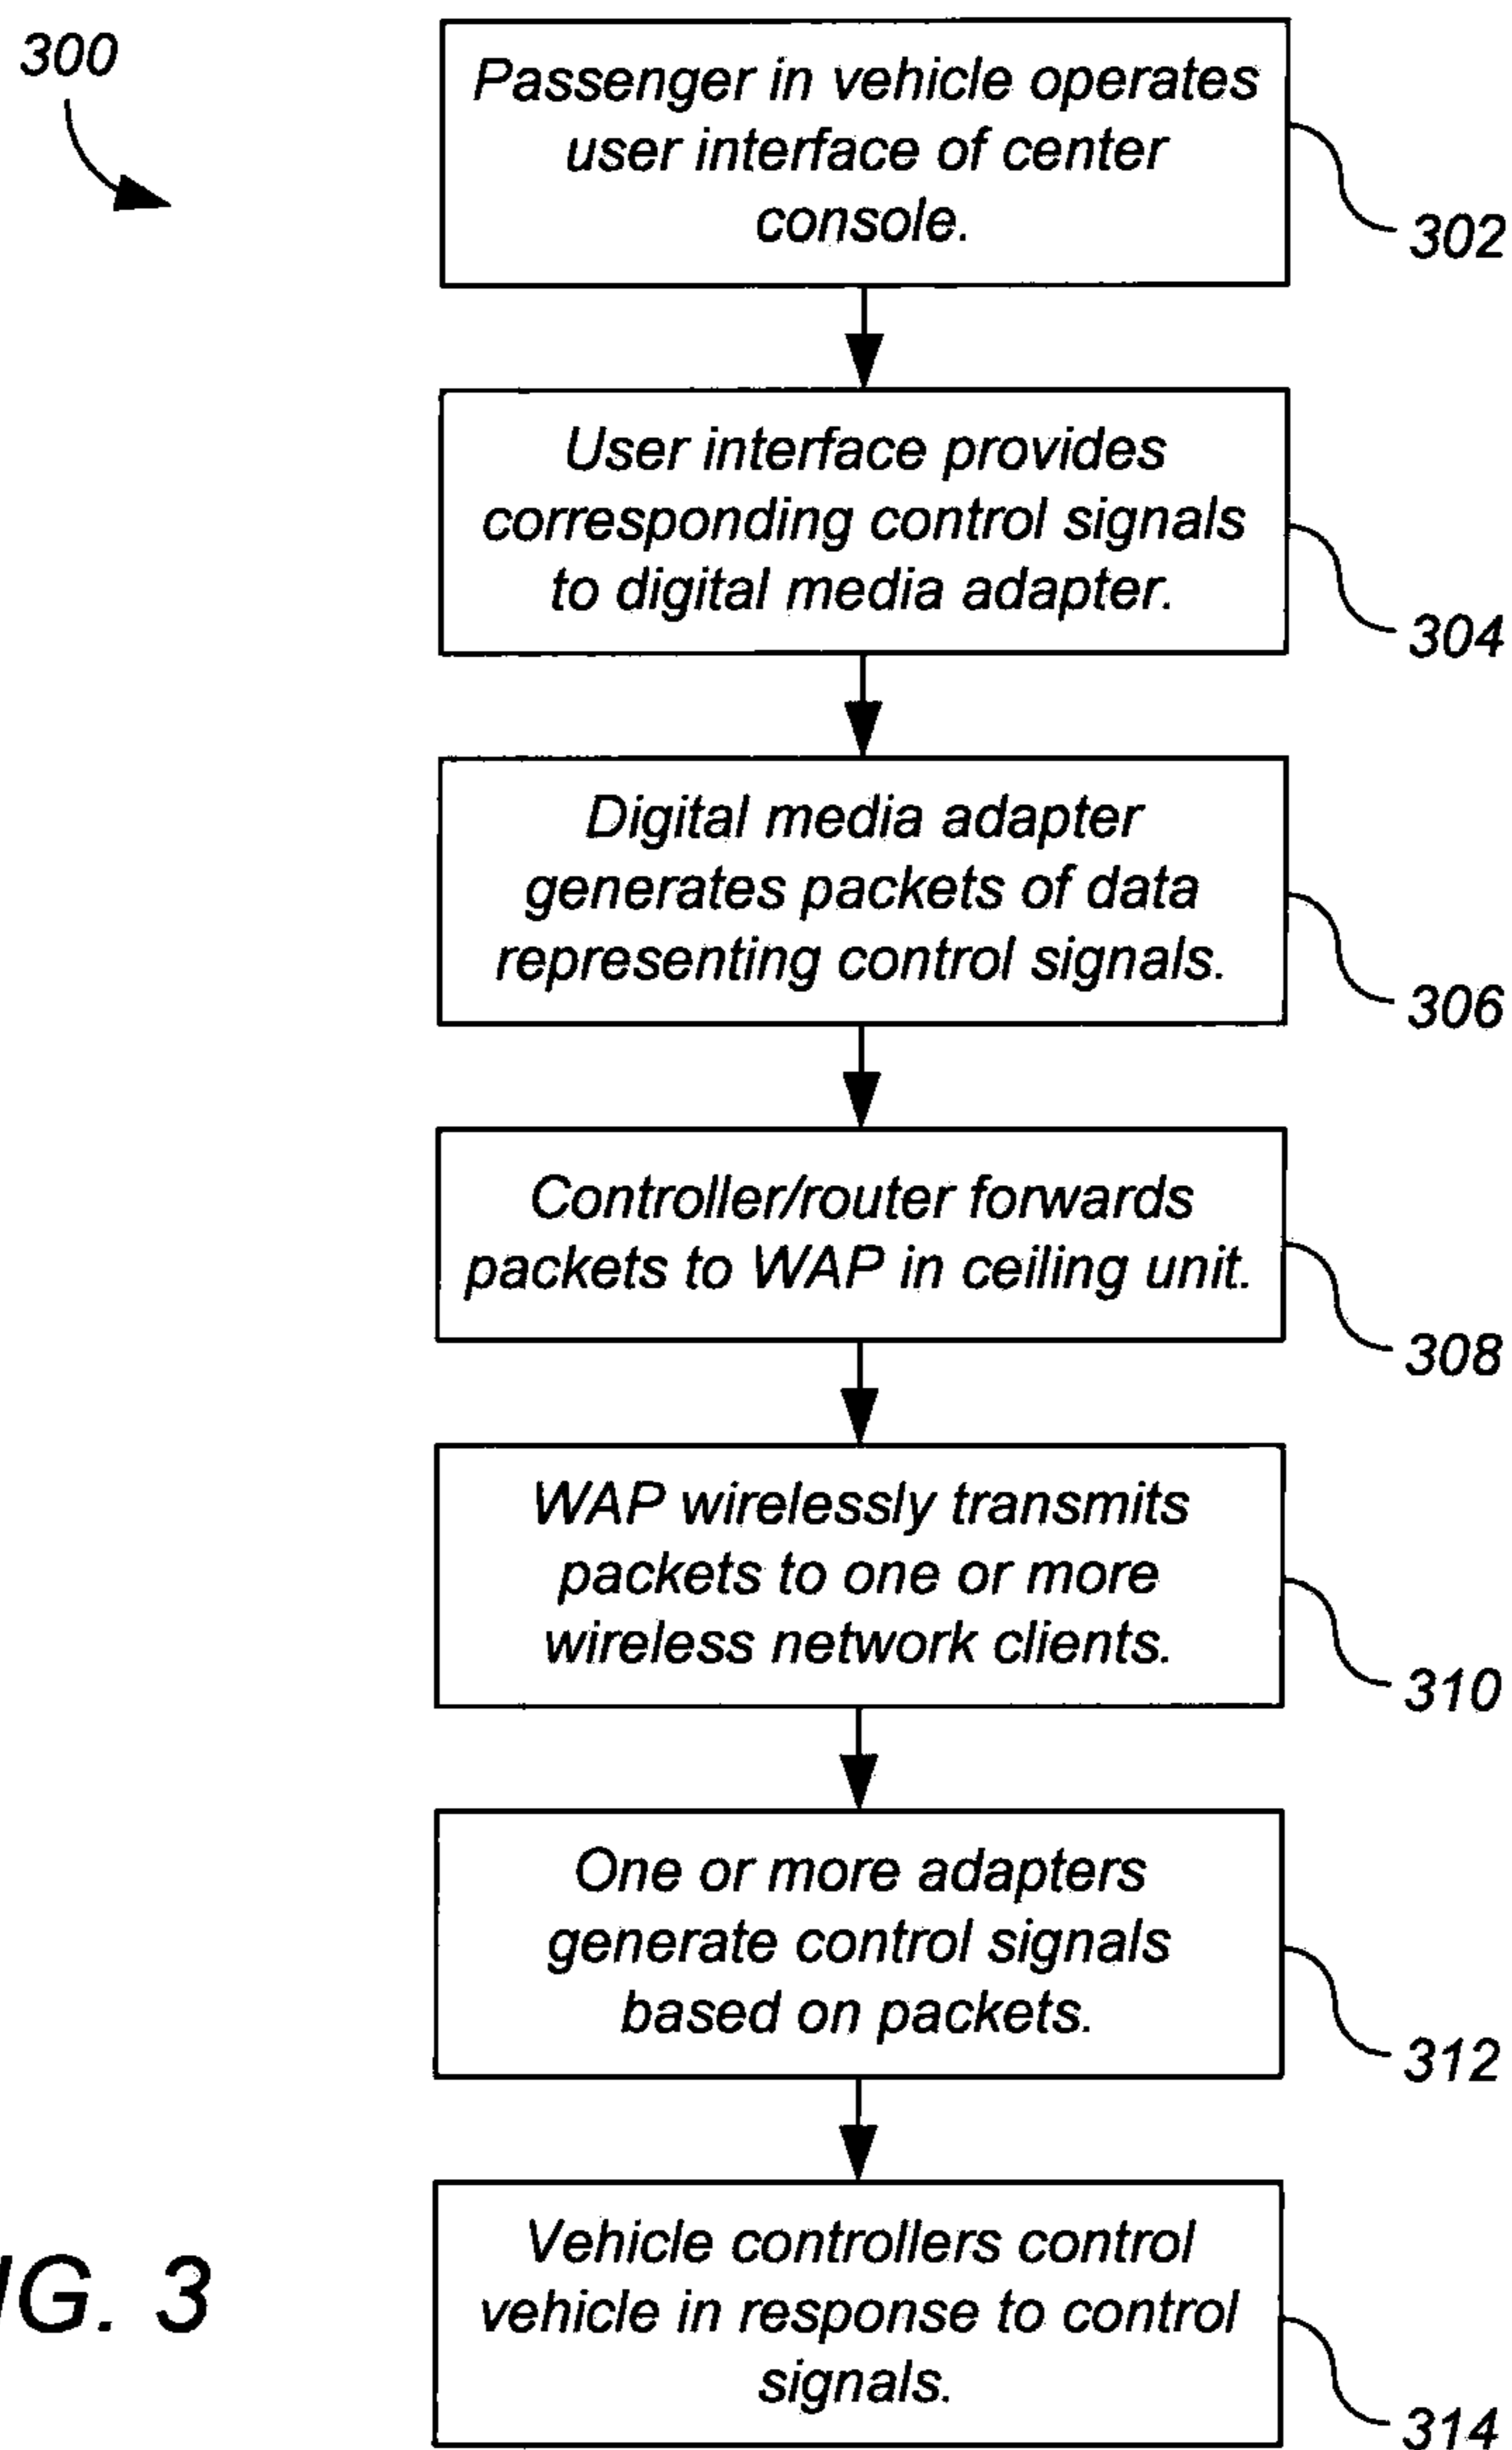 300
Passenger in vehicle operates
user interface of center
console.
302
User interface provides
corresponding control signals
to digital media adapter.
304
Digital media adapter
generates packets of data
representing control signals.
306
Controller/router forwards
packets to WAP in ceiling unit.
308
WAP wirelessly transmits
packets to one or more
wireless network clients.
310
One or more adapters
generate control signals
based on packets.
312
Vehicle controllers control
vehicle in response to control
signals.
314
IG. 3